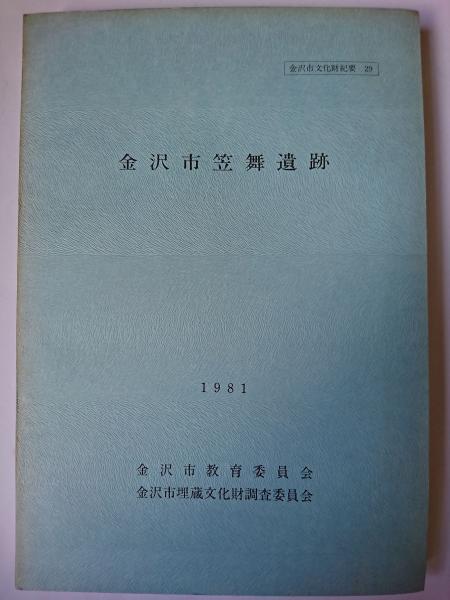 金沢市文化財紀要 29
金沢市笠舞遺跡
1981
金沢市教育委員会
金沢市埋蔵文化財調査委員会